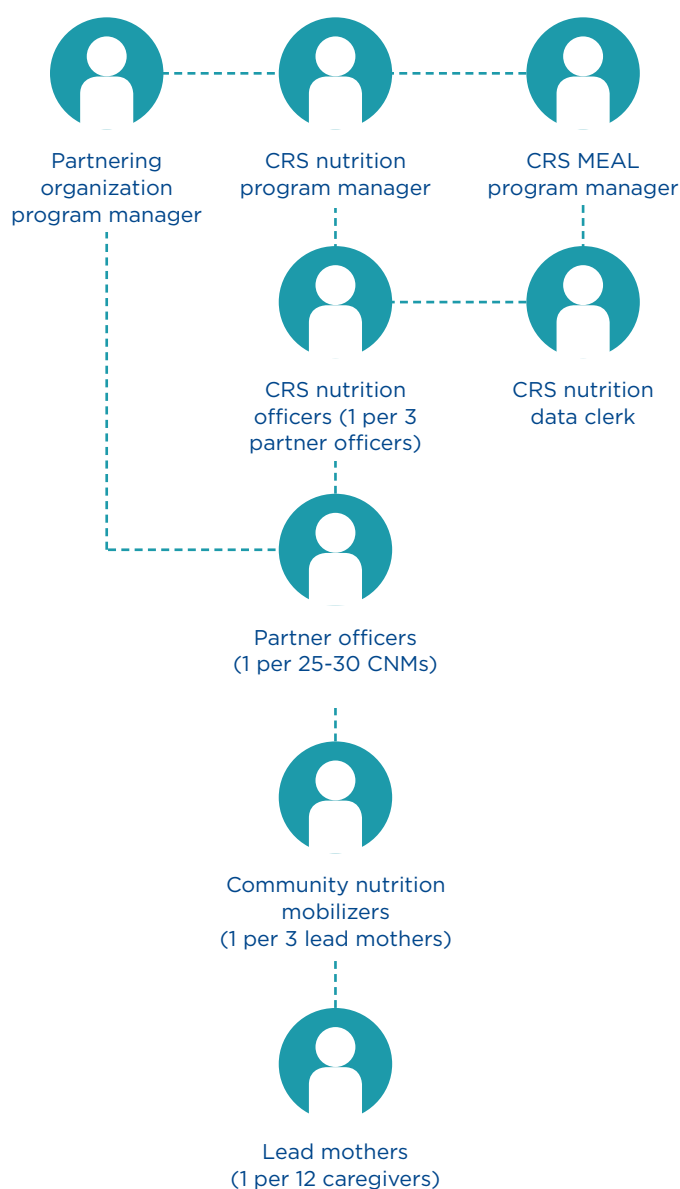 Partnering
organization
program manager
CRS nutrition
program manager
CRS MEAL
program manager
CRS nutrition
officers (1 per 3
partner officers)
CRS nutrition
data clerk
Partner officers
(1 per 25-30 CNMs)
Community nutrition
mobilizers
(1 per 3 lead mothers)
Lead mothers
(1 per 12 caregivers)